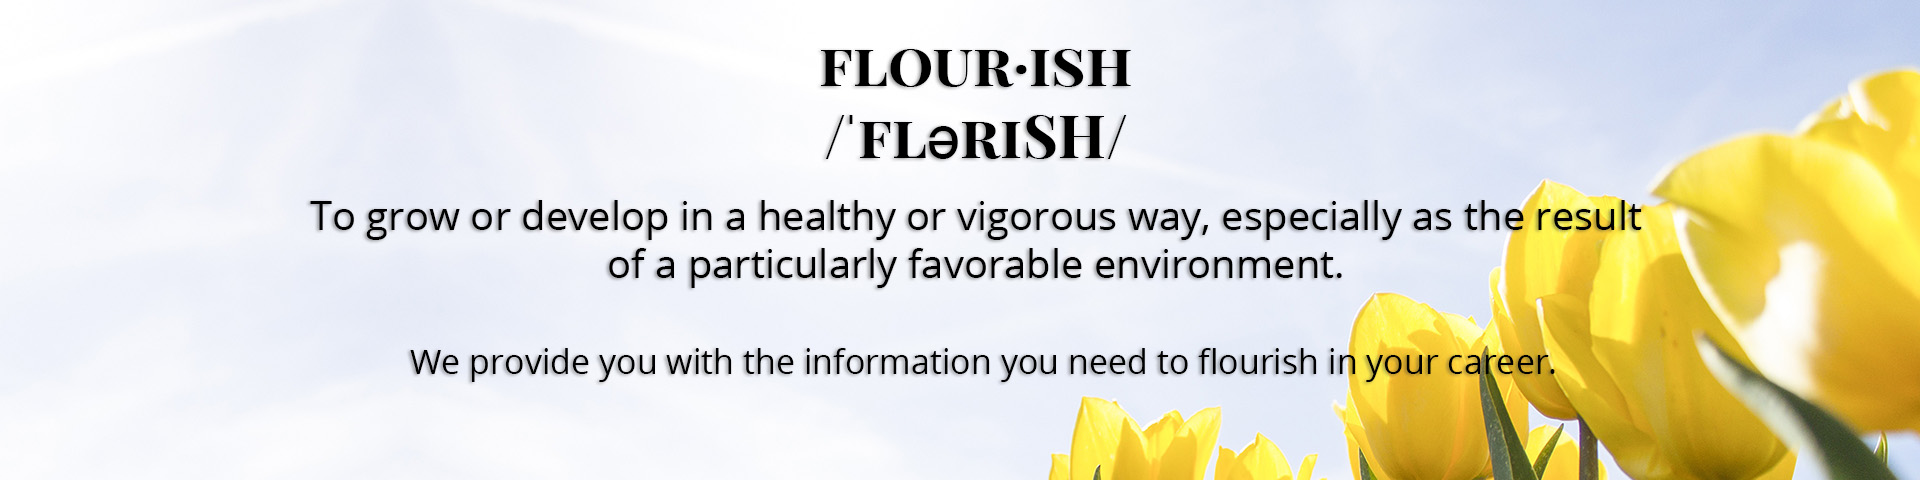 FLOUR·ISH
/ˈFLəRISH/
To grow or develop in a healthy or vigorous way, especially as the result
of a particularly favorable environment.
We provide you with the information you need to flourish in your career.